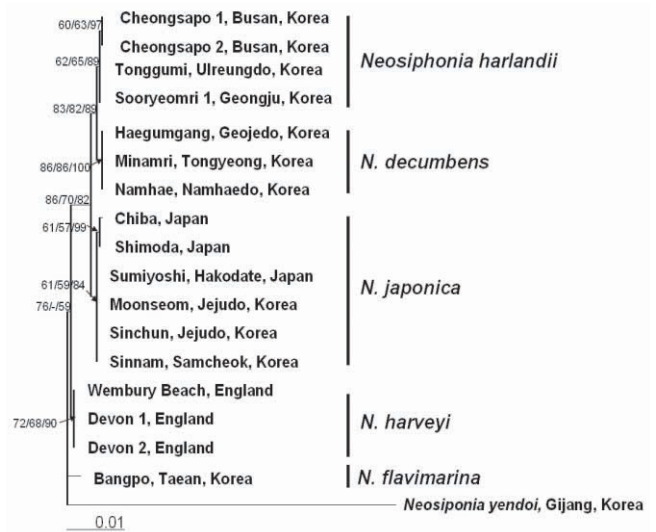 60/63/97
Cheongsapo 1, Busan, Korea
Cheongsapo 2, Busan, Korea
62/65/89
Tonggumi, Ulreungdo, Korea
Neosiphonia harlandii
Sooryeomri 1, Geongju, Korea
83/82/89
Haegumgang, Geojedo, Korea
86/86/100
Minamri, Tongyeong, Korea
N. decumbens
Namhae, Namhaedo, Korea
86/70/82
Chiba, Japan
61/57/99
Shimoda, Japan
Sumiyoshi, Hakodate, Japan
N. japonica
61/59/84
Moonseom, Jejudo, Korea
76/-/59
Sinchun, Jejudo, Korea
Sinnam, Samcheok, Korea
Wembury Beach, England
72/68/90
Devon 1, England
N. harveyi
Devon 2, England
Bangpo, Taean, Korea
N. flavimarina
Neosiponia yendoi, Gijang, Korea
0.01